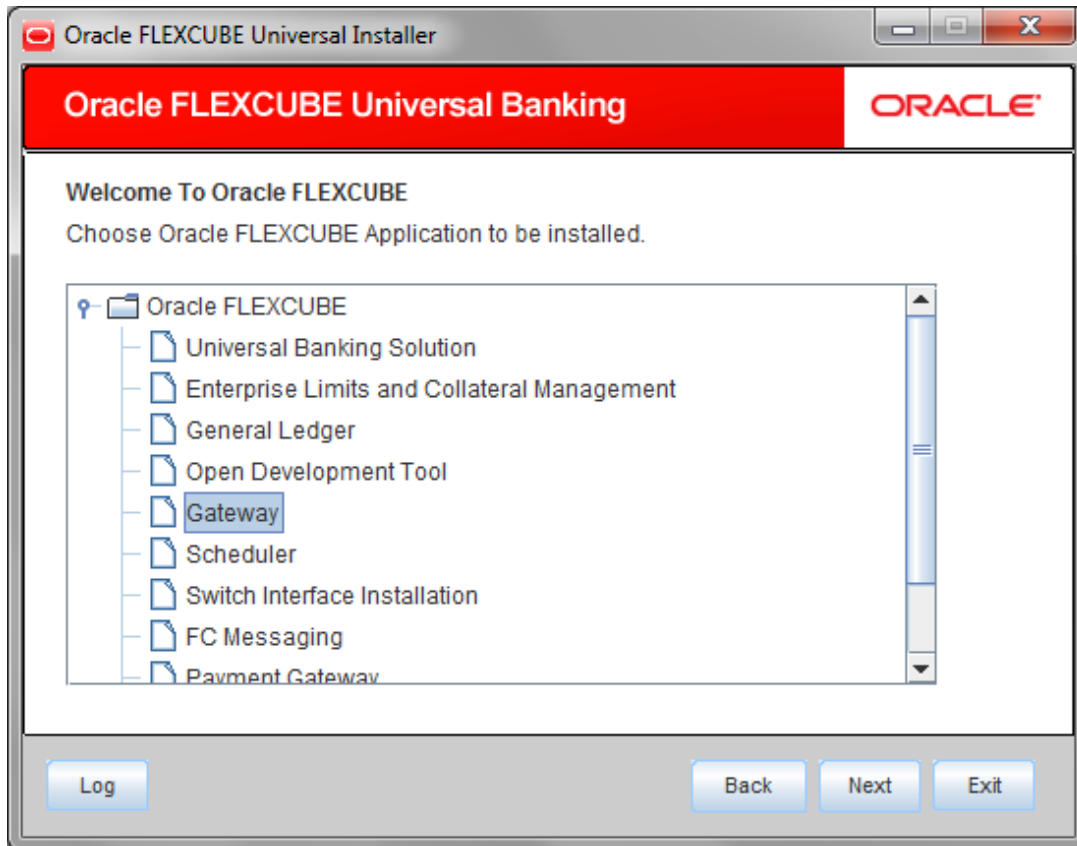 Oracle FLEXCUBE Universal Installer
Oracle FLEXCUBE Universal Banking
ORACLE
Welcome To Oracle FLEXCUBE
Choose Oracle FLEXCUBE Application to be installed.
Oracle FLEXCUBE
Universal Banking Solution
Enterprise Limits and Collateral Management
General Ledger
Open Development Tool
Gateway
Scheduler
Switch Interface Installation
FC Messaging
Payment Gateway
Log Back Next Exit